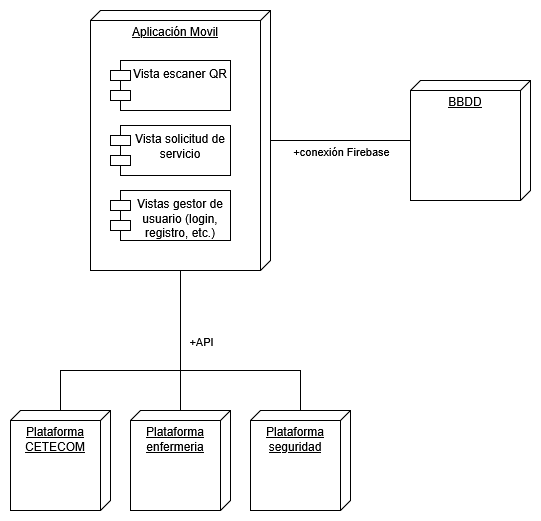 Aplicación Movil
Vista escaner QR
Vista solicitud de
servicio
Vistas gestor de
usuario (login,
registro, etc.)
BBDD
+conexión Firebase
+API
Plataforma
CETECOM
Plataforma
enfermeria
Plataforma
seguridad